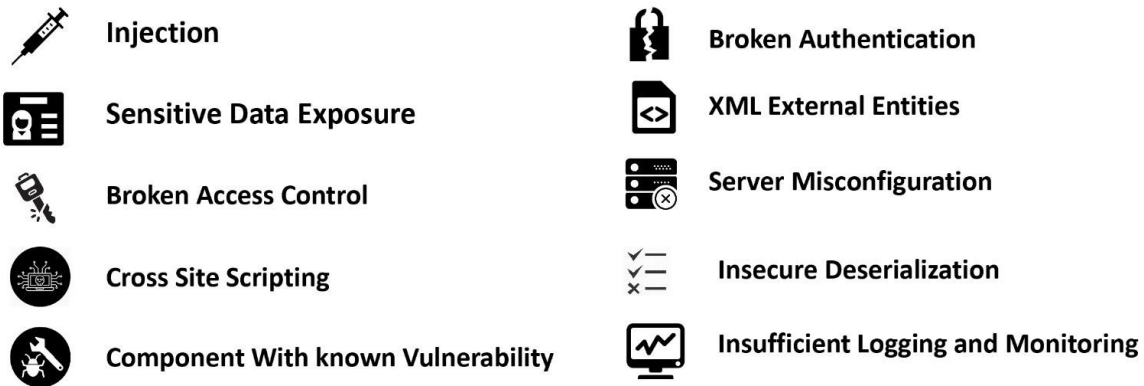 Injection
Broken Authentication
Sensitive Data Exposure
XML External Entities
Broken Access Control
Server Misconfiguration
Cross Site Scripting
Insecure Deserialization
Component With known Vulnerability
Insufficient Logging and Monitoring